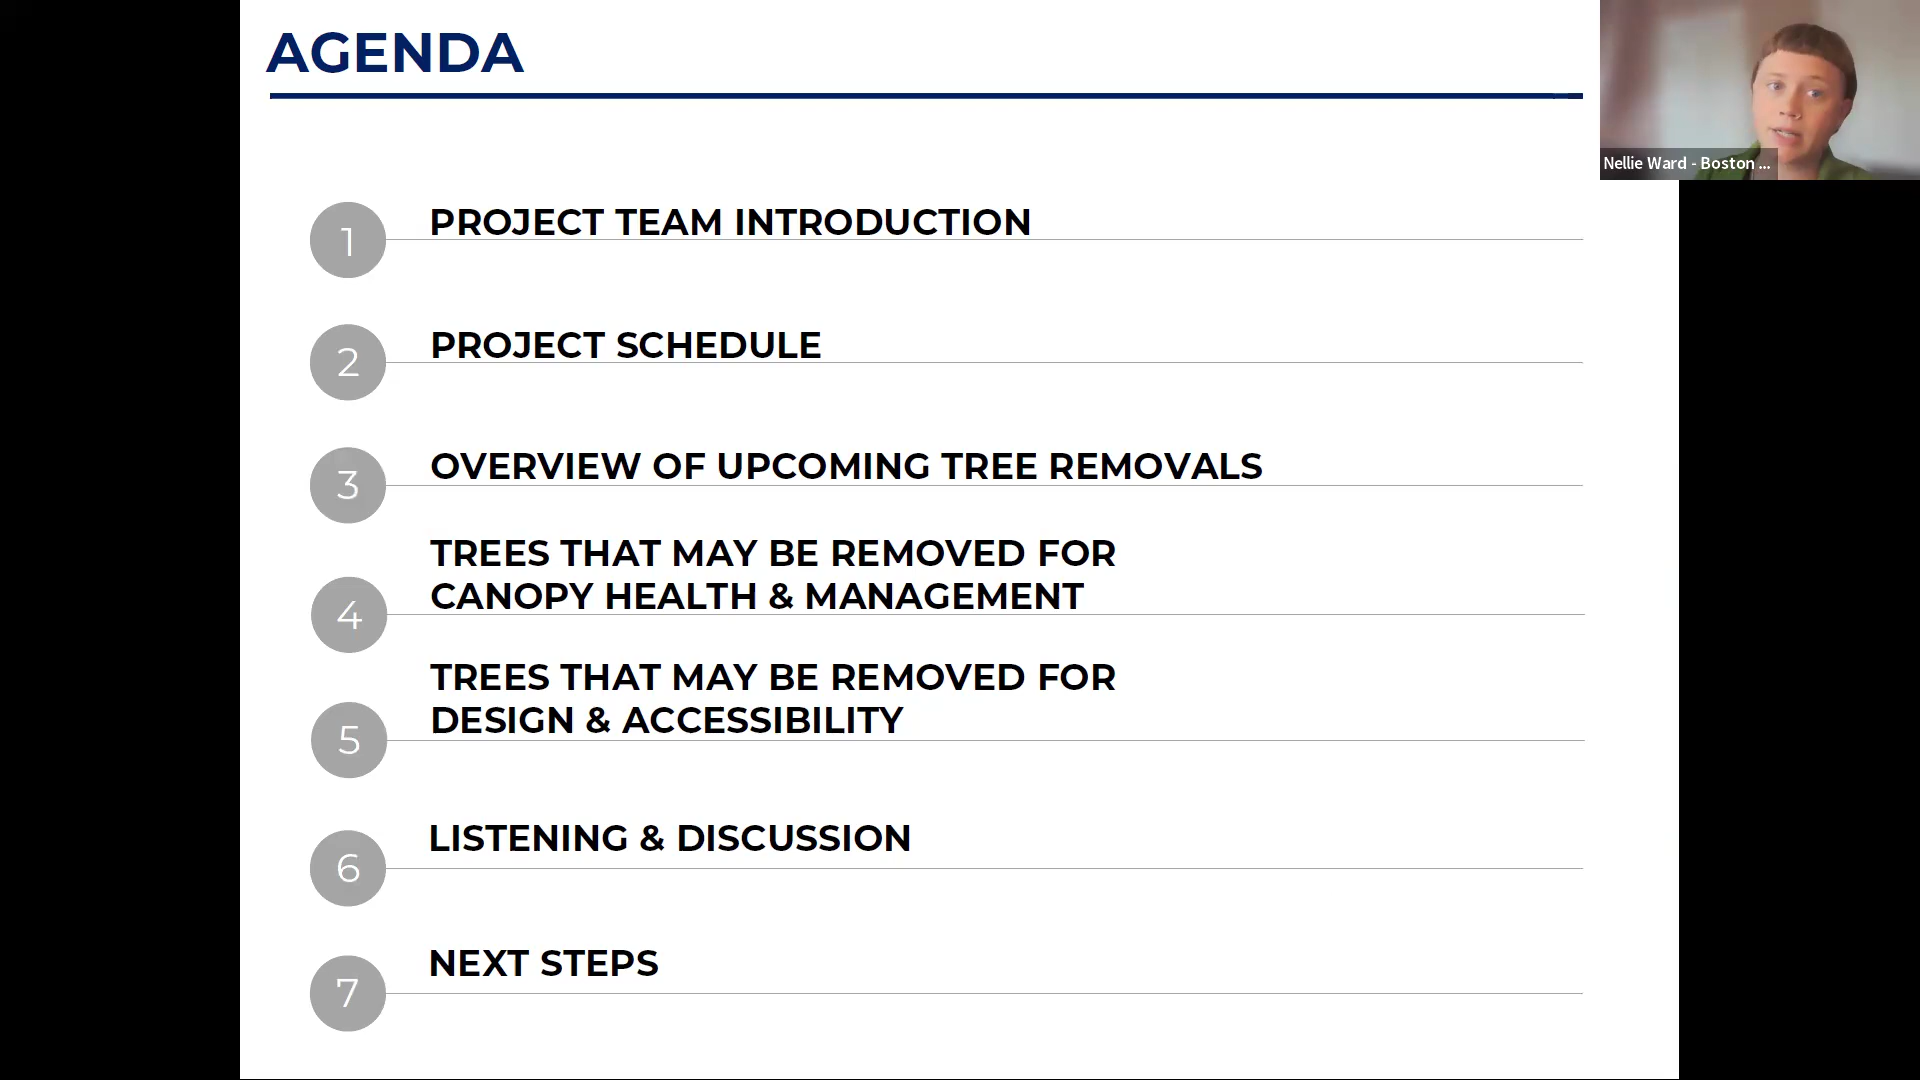 AGENDA
Nellie Ward - Boston ...
1
PROJECT TEAM INTRODUCTION
2
PROJECT SCHEDULE
3
OVERVIEW OF UPCOMING TREE REMOVALS
4
TREES THAT MAY BE REMOVED FOR
CANOPY HEALTH & MANAGEMENT
5
TREES THAT MAY BE REMOVED FOR
DESIGN & ACCESSIBILITY
6
LISTENING & DISCUSSION
7
NEXT STEPS